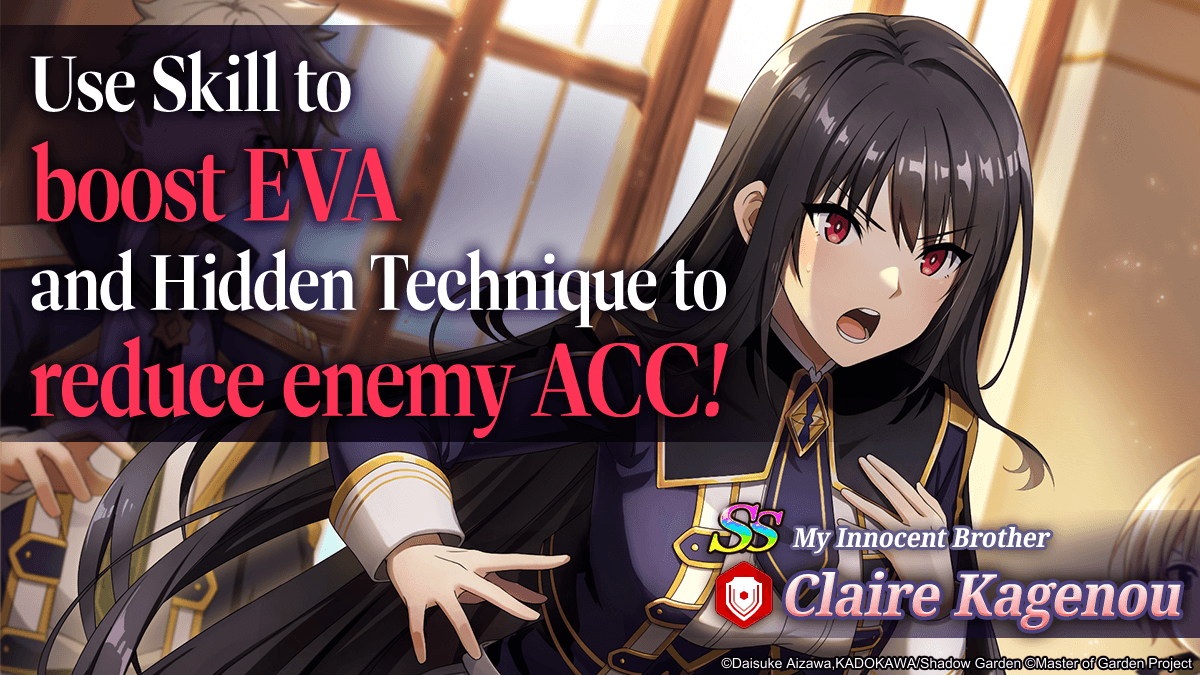 Use Skill to
boost EVA
and Hidden Technique to
reduce enemy ACC!
SS My Innocent Brother
Claire Kagenou
©Daisuke Aizawa,KADOKAWA/Shadow Garden ©Master of Garden Project